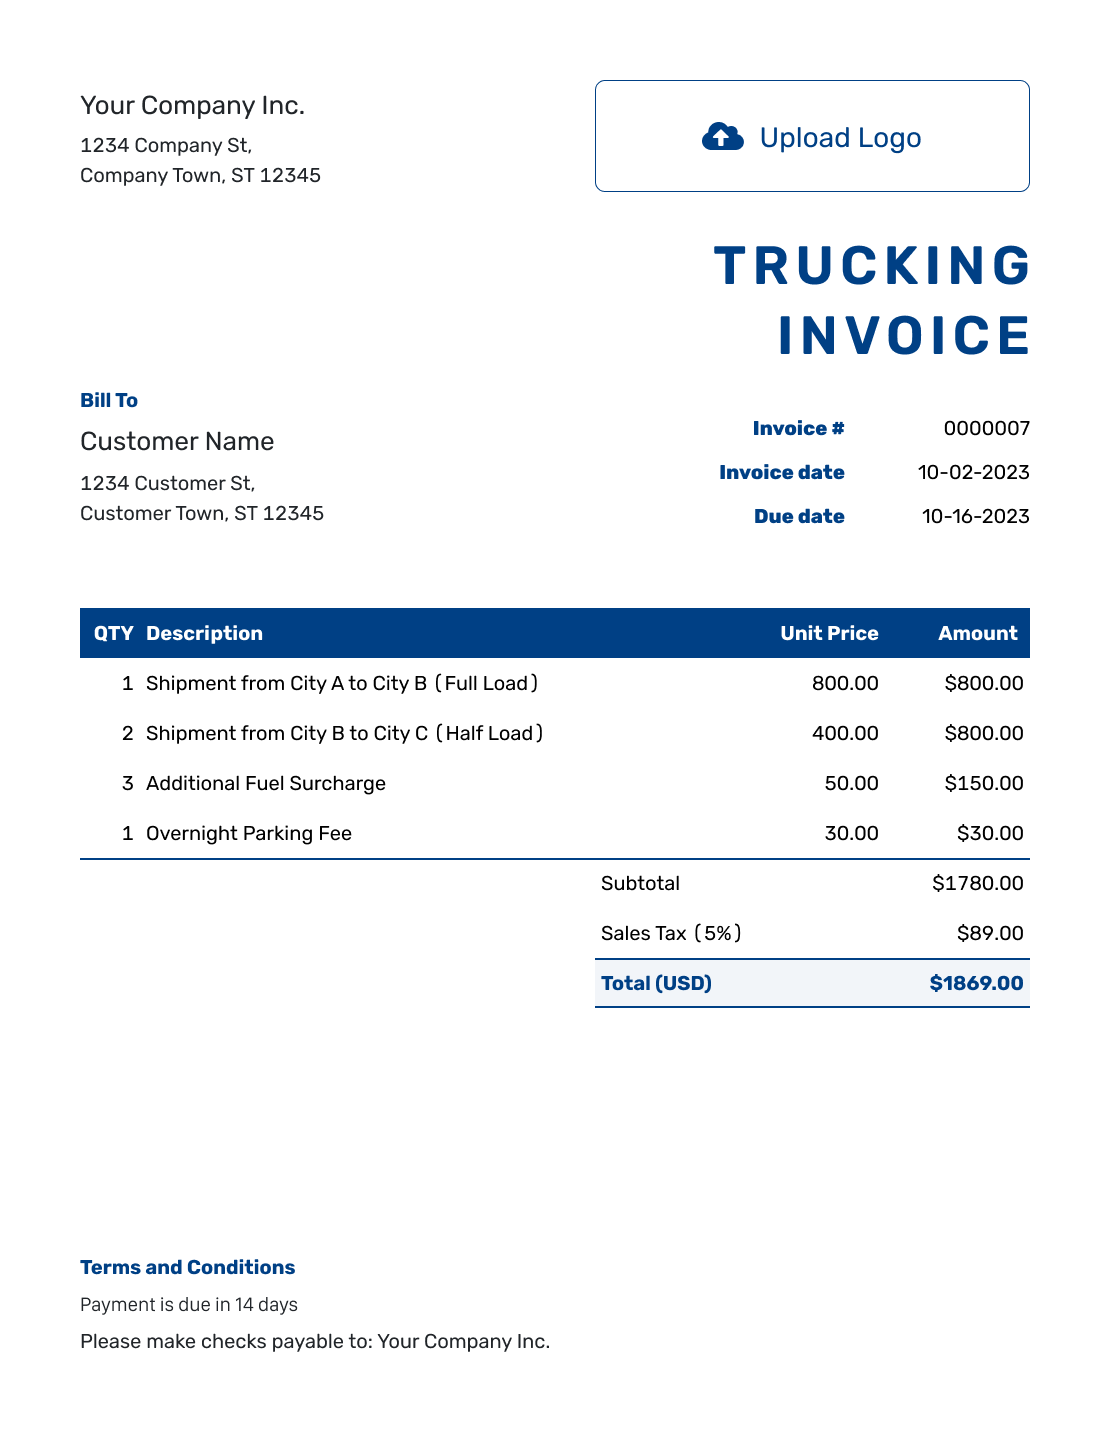 Your Company Inc.
1234 Company St,
Company Town, ST 12345
Upload Logo
TRUCKING
INVOICE
Bill To
Customer Name
1234 Customer St,
Customer Town, ST 12345
Invoice # 0000007
Invoice date 10-02-2023
Due date 10-16-2023
QTY Description Unit Price Amount
1 Shipment from City A to City B (Full Load) 800.00 $800.00
2 Shipment from City B to City C (Half Load) 400.00 $800.00
3 Additional Fuel Surcharge 50.00 $150.00
1 Overnight Parking Fee 30.00 $30.00
Subtotal $1780.00
Sales Tax (5%) $89.00
Total (USD) $1869.00
Terms and Conditions
Payment is due in 14 days
Please make checks payable to: Your Company Inc.